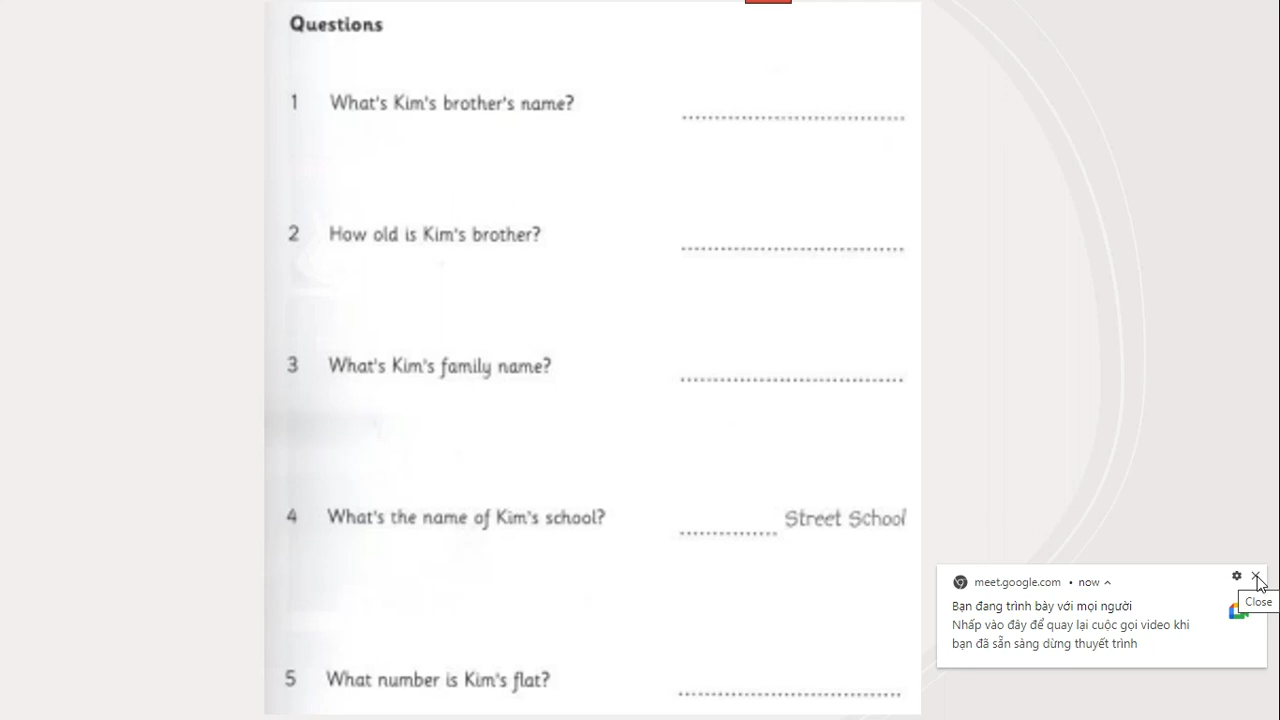 Questions
1 What's Kim's brother's name? ........................................
2 How old is Kim's brother? ........................................
3 What's Kim's family name? ........................................
4 What's the name of Kim's school? ................. Street School
5 What number is Kim's flat? ........................................
meet.google.com • now
Close
Bạn đang trình bày với mọi người
Nhấp vào đây để quay lại cuộc gọi video khi
bạn đã sẵn sàng dừng thuyết trình